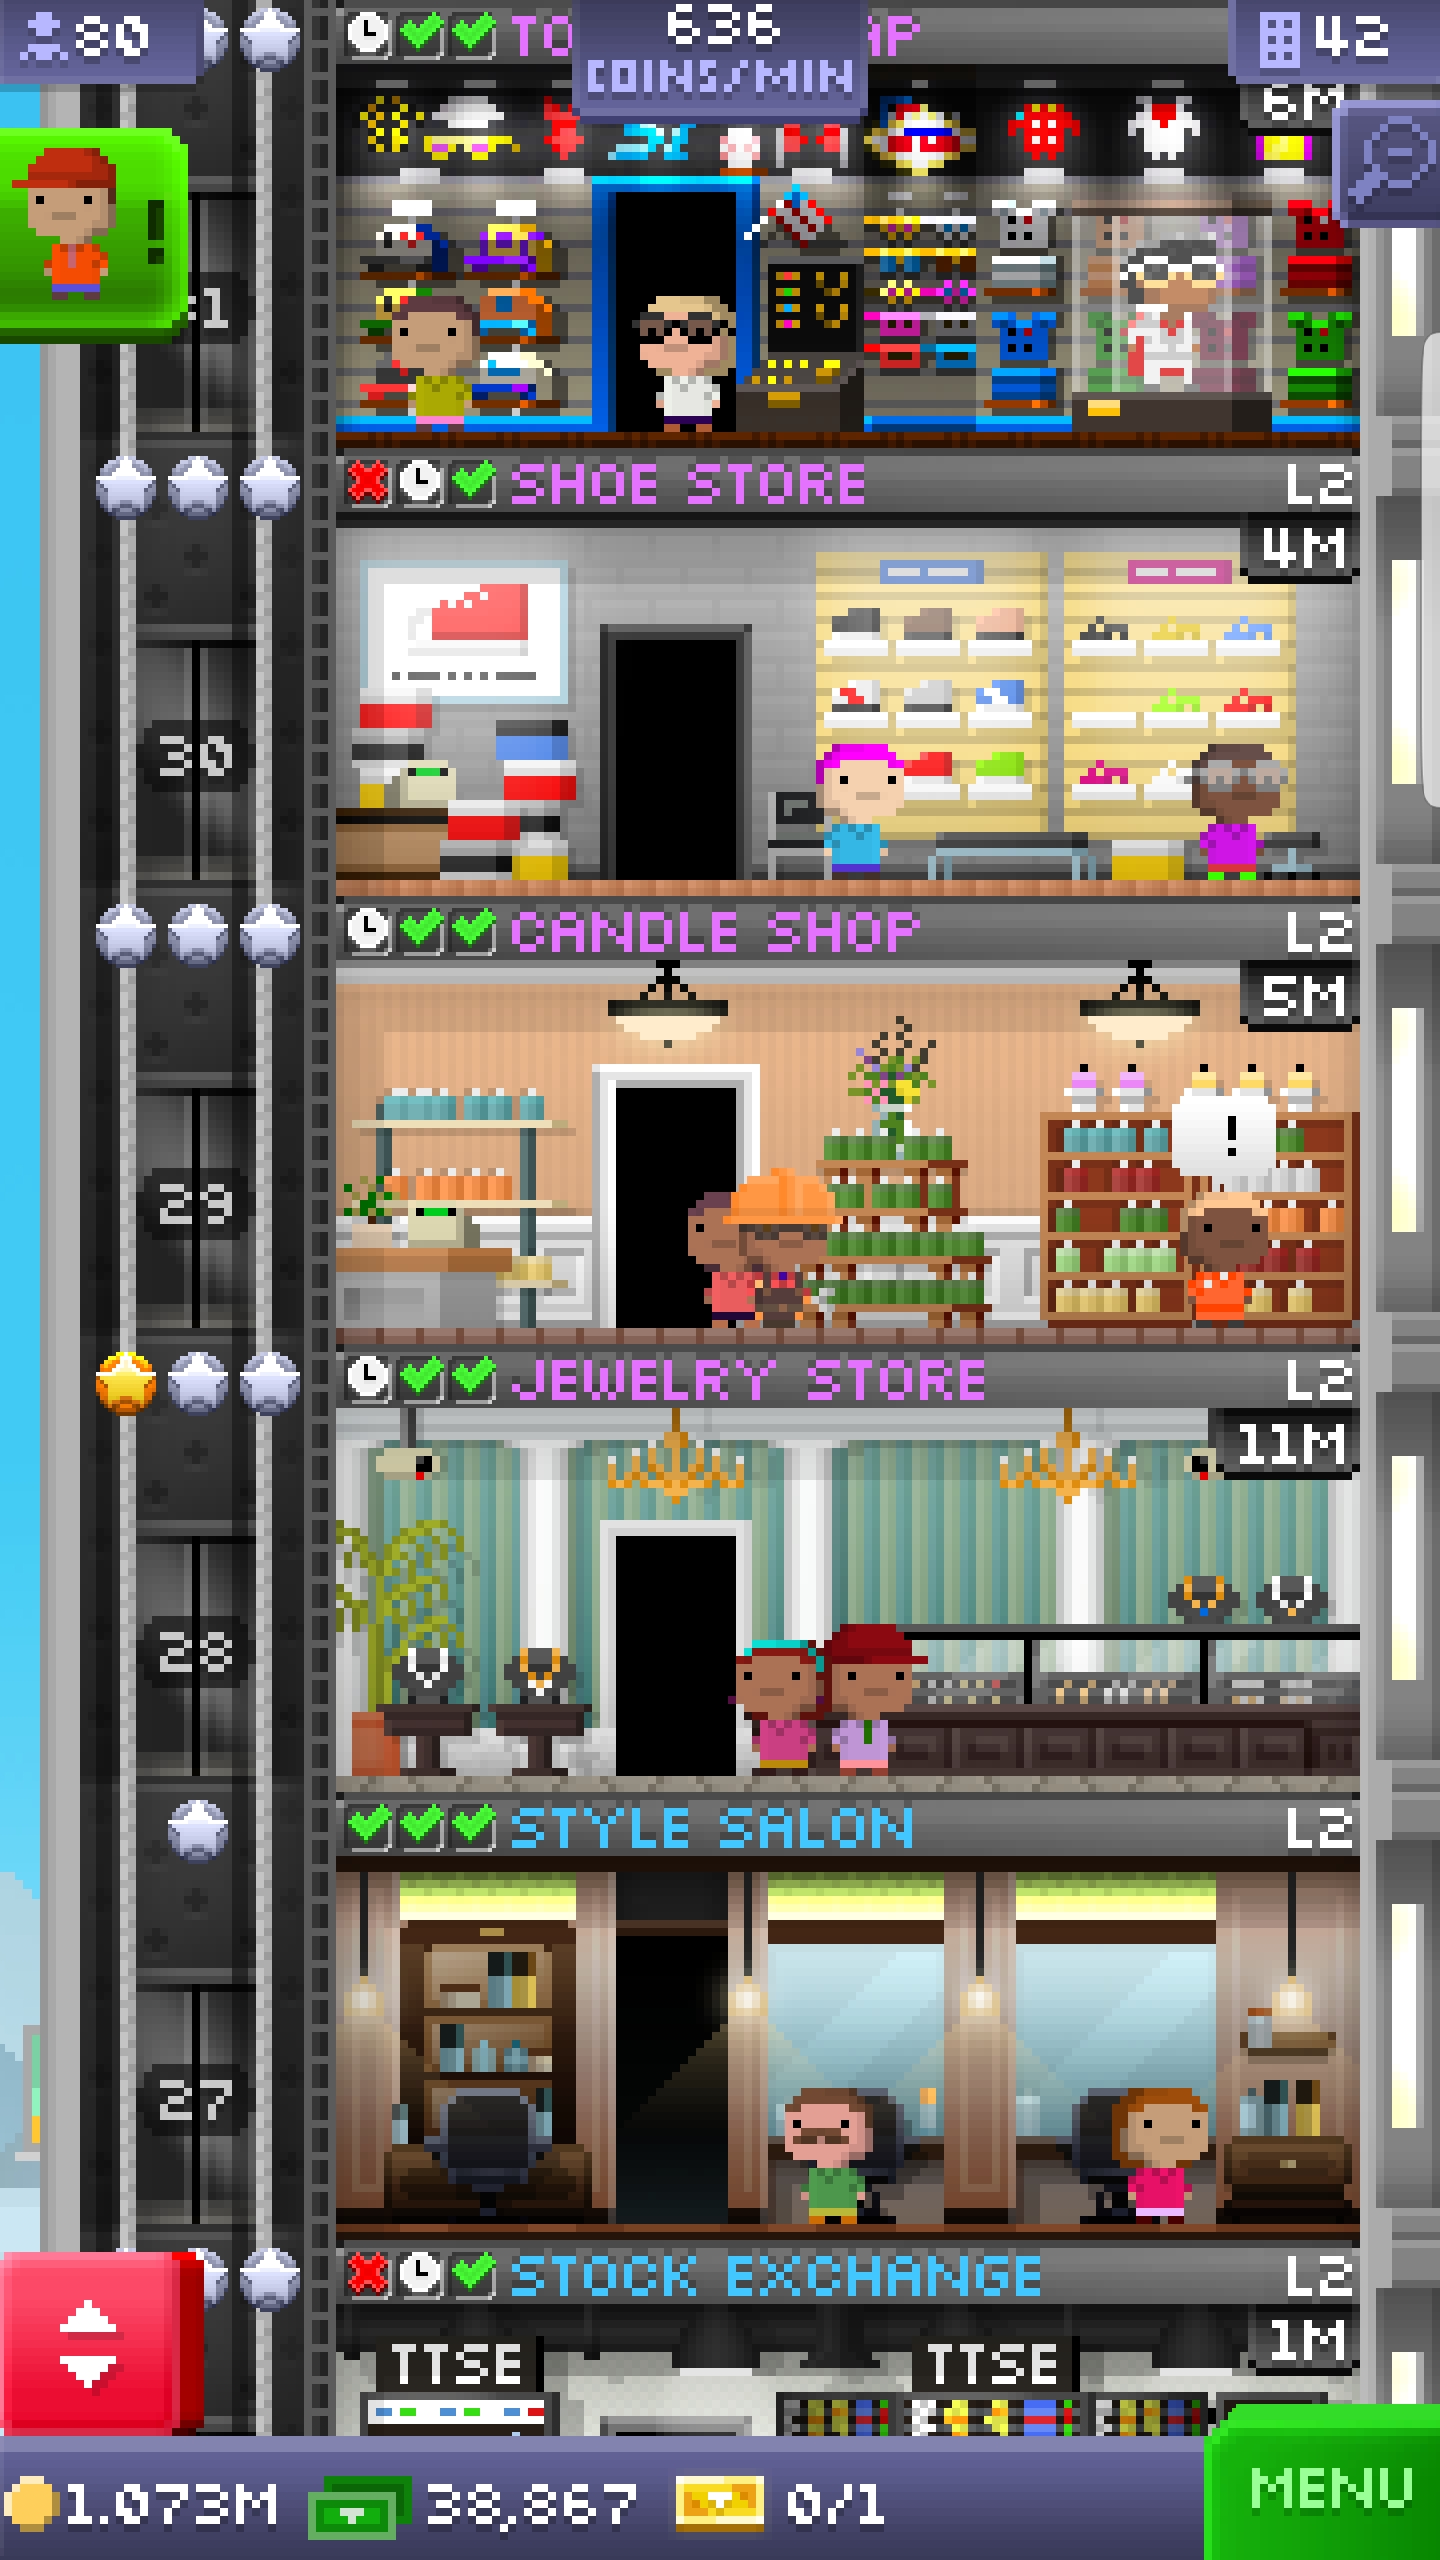 80
636
COINS/MIN
42
6M
SHOE STORE
L2
4M
30
CANDLE SHOP
L2
5M
!
29
JEWELRY STORE
L2
11M
28
STYLE SALON
L2
27
STOCK EXCHANGE
L2
1M
TTSE
TTSE
1.073M
38,867
0/1
MENU